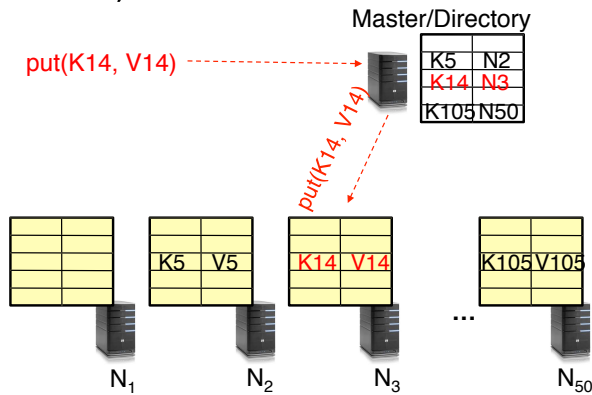 Master/Directory
put(K14, V14)
K5 N2
K14 N3
K105 N50
put(K14, V14)
K5 V5
K14 V14
K105 V105
...
N1
N2
N3
N50